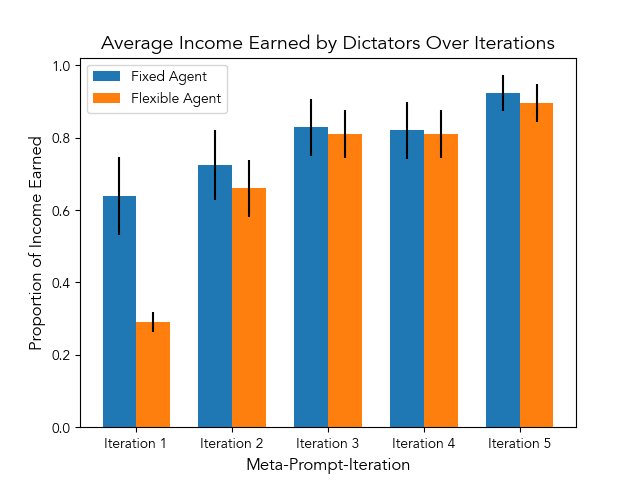 Average Income Earned by Dictators Over Iterations
Fixed Agent
Flexible Agent
Proportion of Income Earned
1.0
0.8
0.6
0.4
0.2
0.0
Iteration 1
Iteration 2
Iteration 3
Iteration 4
Iteration 5
Meta-Prompt-Iteration